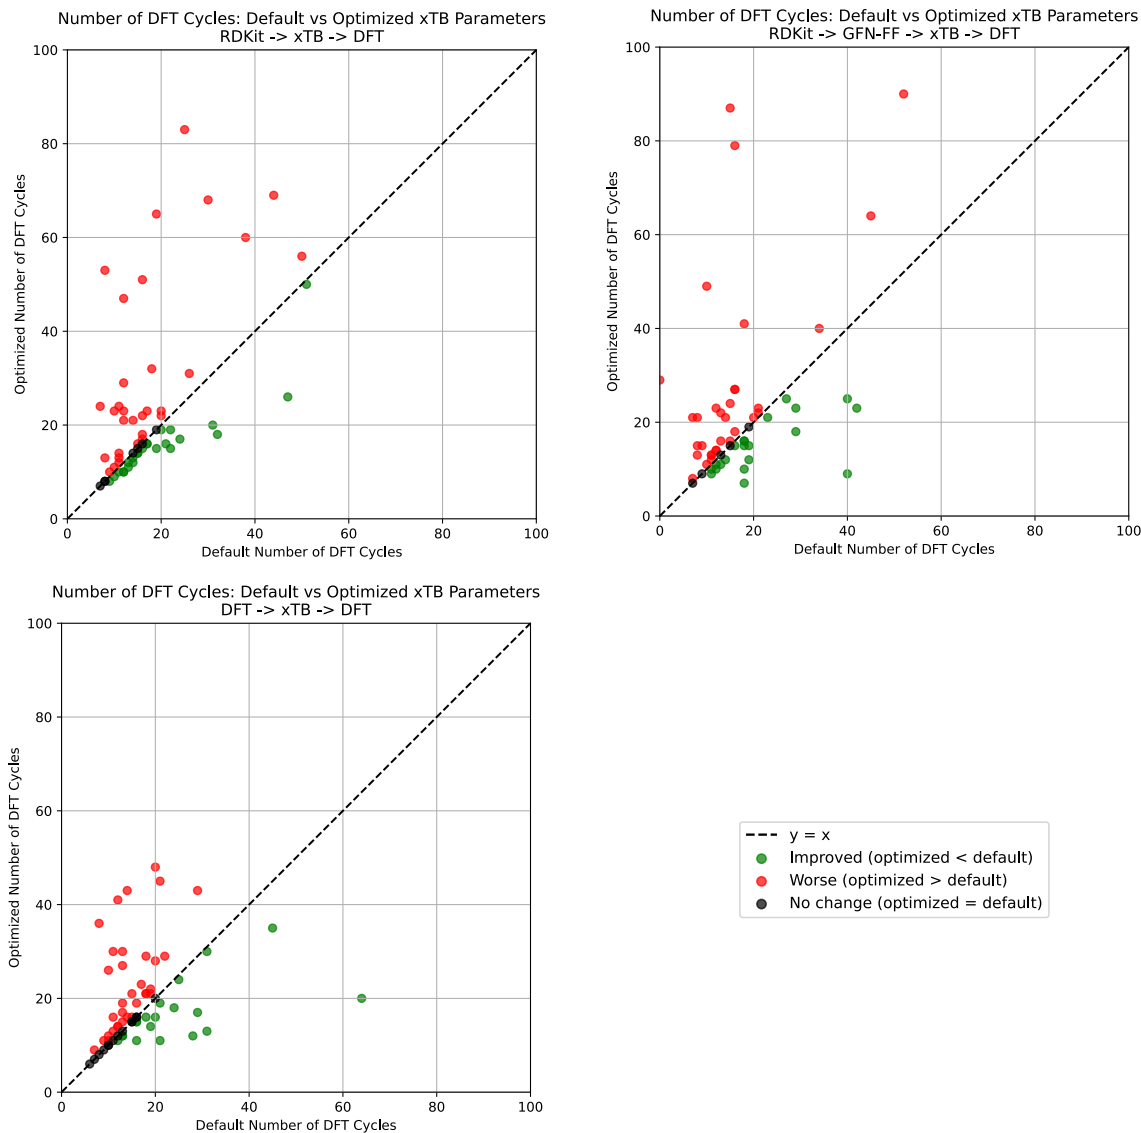 Number of DFT Cycles: Default vs Optimized xTB Parameters
RDKit -> xTB -> DFT
100
80
60
40
20
0
Optimized Number of DFT Cycles
0 20 40 60 80 100
Default Number of DFT Cycles
Number of DFT Cycles: Default vs Optimized xTB Parameters
RDKit -> GFN-FF -> xTB -> DFT
100
80
60
40
20
0
Optimized Number of DFT Cycles
0 20 40 60 80 100
Default Number of DFT Cycles
Number of DFT Cycles: Default vs Optimized xTB Parameters
DFT -> xTB -> DFT
100
80
60
40
20
0
Optimized Number of DFT Cycles
0 20 40 60 80 100
Default Number of DFT Cycles
y = x
Improved (optimized < default)
Worse (optimized > default)
No change (optimized = default)